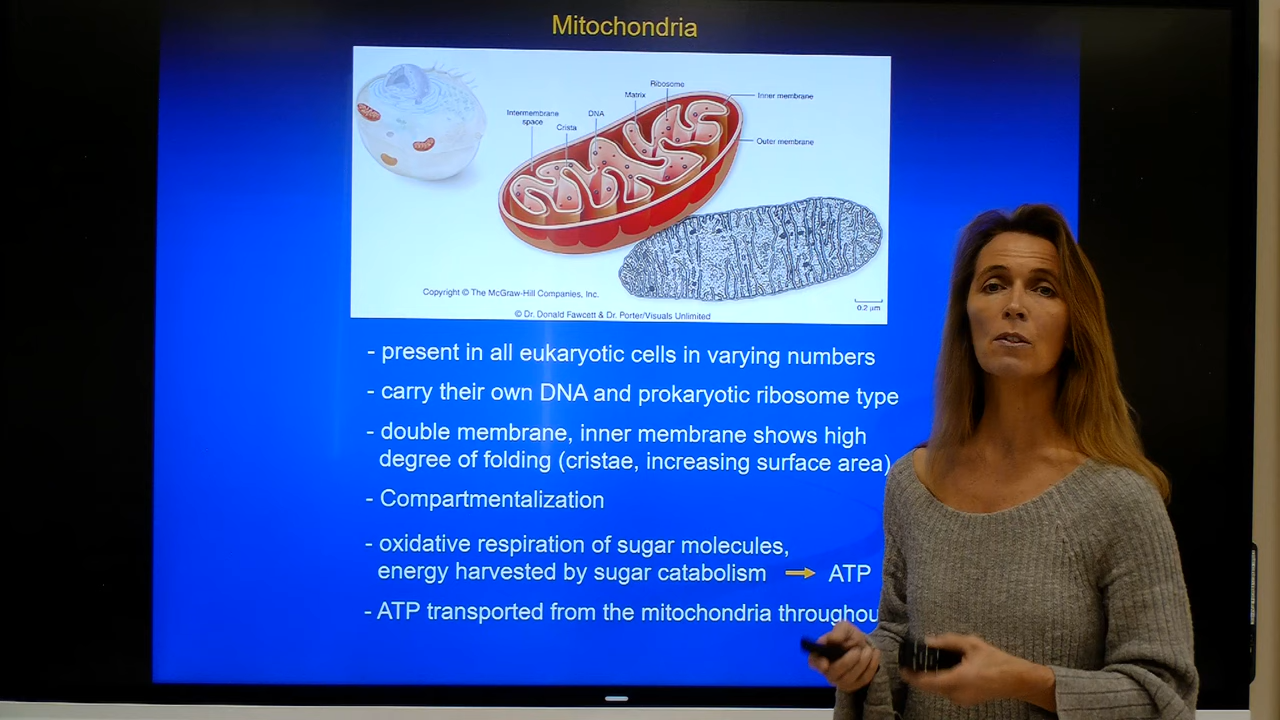 Mitochondria
Ribosome
Matrix
Inner membrane
Intermembrane
space
DNA
Crista
Outer membrane
Copyright © The McGraw-Hill Companies, Inc.
0.2 µm
© Dr. Donald Fawcett & Dr. Porter/Visuals Unlimited
- present in all eukaryotic cells in varying numbers
- carry their own DNA and prokaryotic ribosome type
- double membrane, inner membrane shows high
degree of folding (cristae, increasing surface area)
- Compartmentalization
- oxidative respiration of sugar molecules,
energy harvested by sugar catabolism → ATP
- ATP transported from the mitochondria